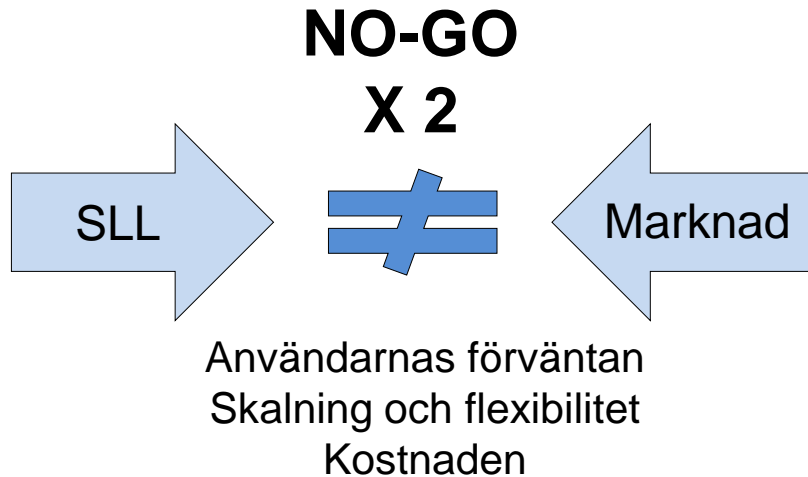 NO-GO
X 2
SLL
Marknad
Användarnas förväntan
Skalning och flexibilitet
Kostnaden